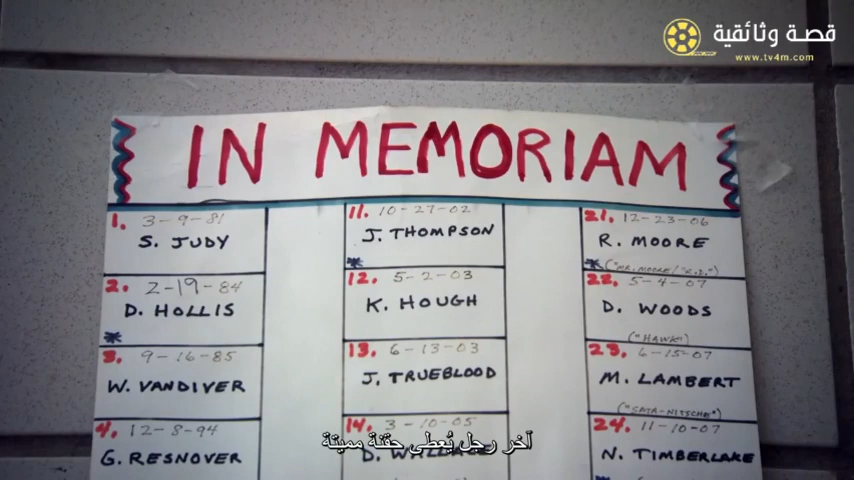 قصة وثائقية
www.tv4m.com
IN MEMORIAM
1. 3-9-81
S. JUDY
2. 2-19-84
D. HOLLIS
3. 9-16-85
W. VANDIVER
4. 12-8-94
G. RESNOVER
11. 10-27-02
J. THOMPSON
12. 5-2-03
K. HOUGH
13. 6-13-03
J. TRUEBLOOD
14. 3-10-05
D.
21. 12-23-06
R. MOORE
("MR. MOORE/"R.D.")
22. 5-4-07
D. WOODS
("HAWK")
23. 6-15-07
M. LAMBERT
24. 11-10-07
N. TIMBERLAKE
آخر رجل يُعطى حقنة مميتة